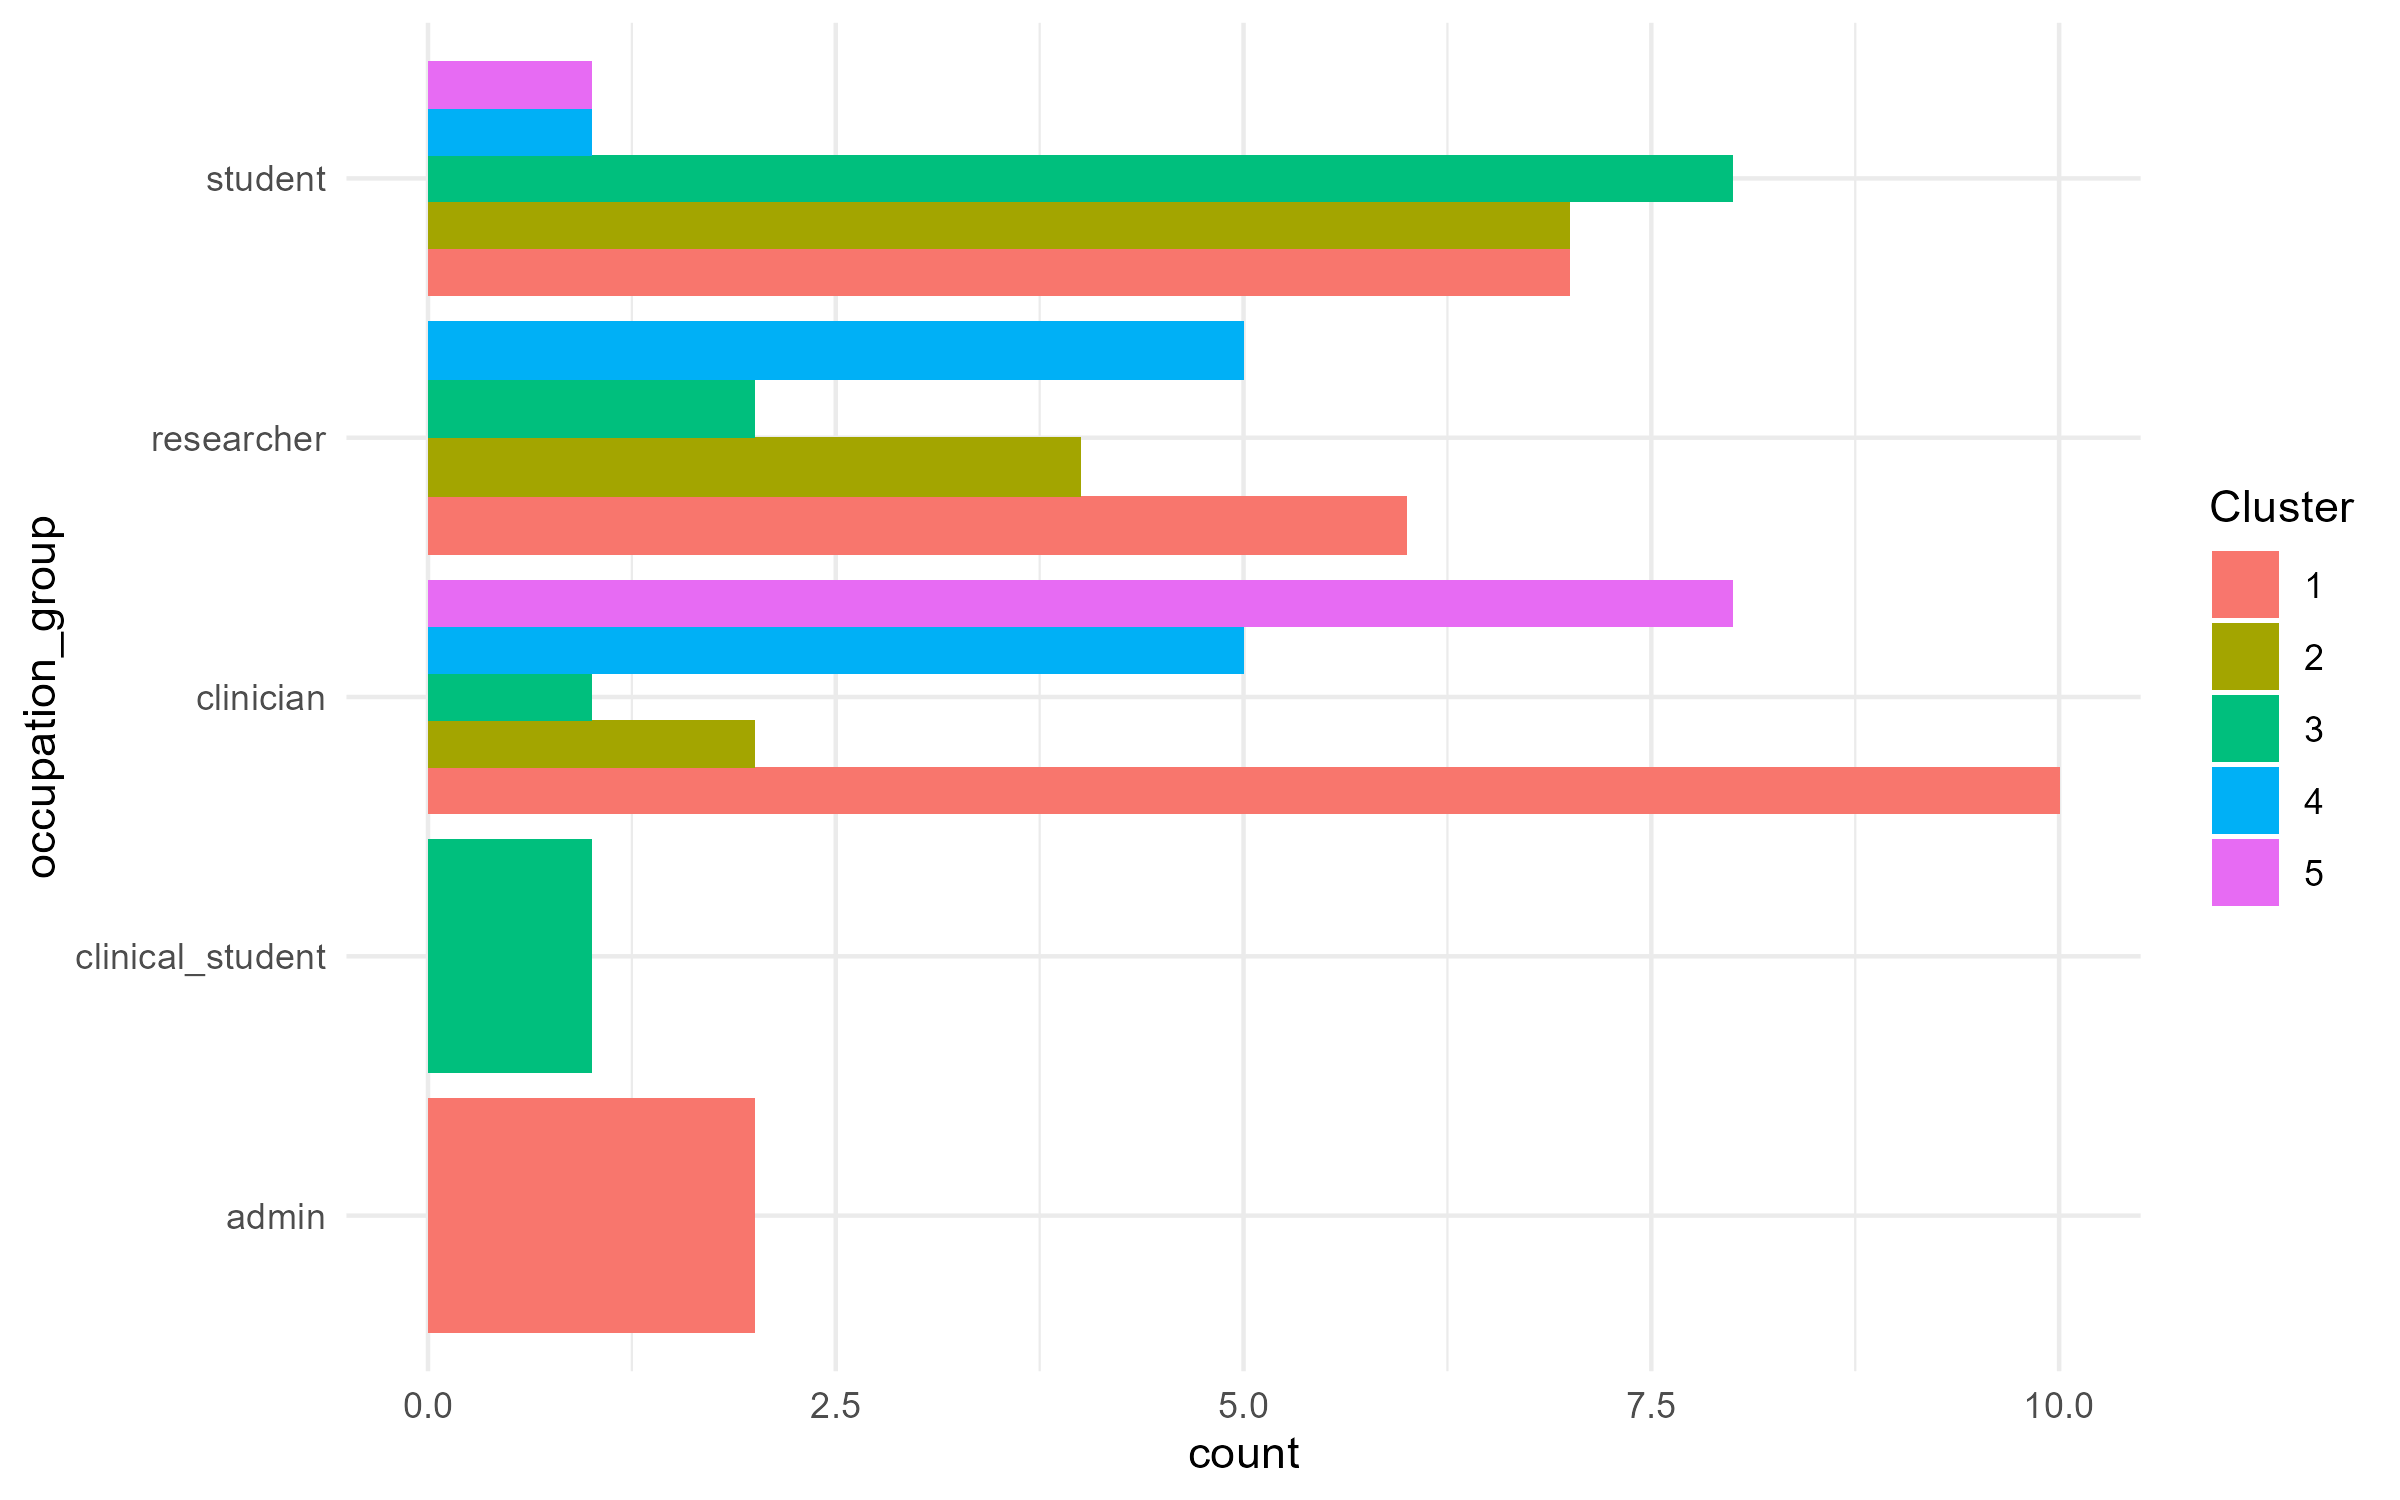 student
researcher
clinician
clinical_student
admin
occupation_group
0.0 2.5 5.0 7.5 10.0
count
Cluster
1
2
3
4
5